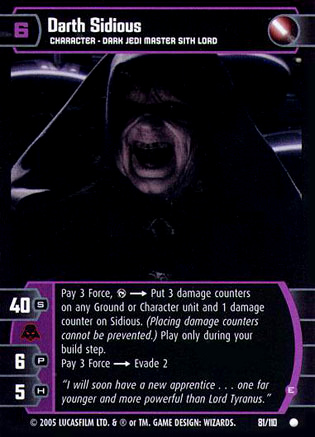 6
Darth Sidious
CHARACTER - DARK JEDI MASTER SITH LORD
Pay 3 Force, → Put 3 damage counters
on any Ground or Character unit and 1 damage
counter on Sidious. (Placing damage counters
cannot be prevented.) Play only during your
build step.
Pay 3 Force → Evade 2
"I will soon have a new apprentice . . . one far
younger and more powerful than Lord Tyranus."
40 S
6 P
5 H
E
© 2005 LUCASFILM LTD. & ® or TM. GAME DESIGN: WIZARDS.
81/110